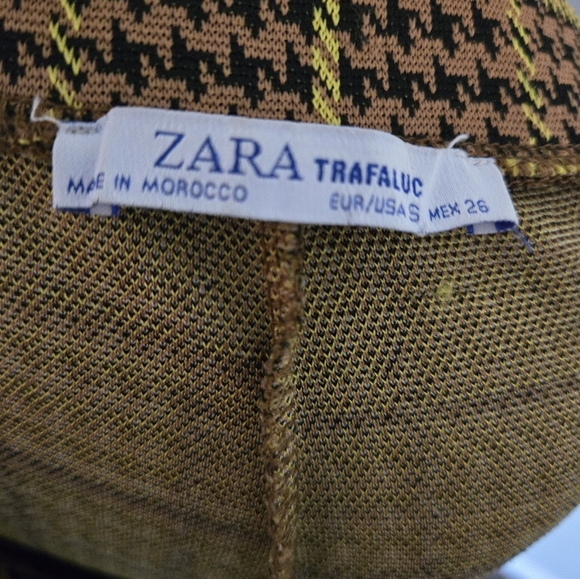 ZARA TRAFALUC
MADE IN MOROCCO
EUR/USA S MEX 26